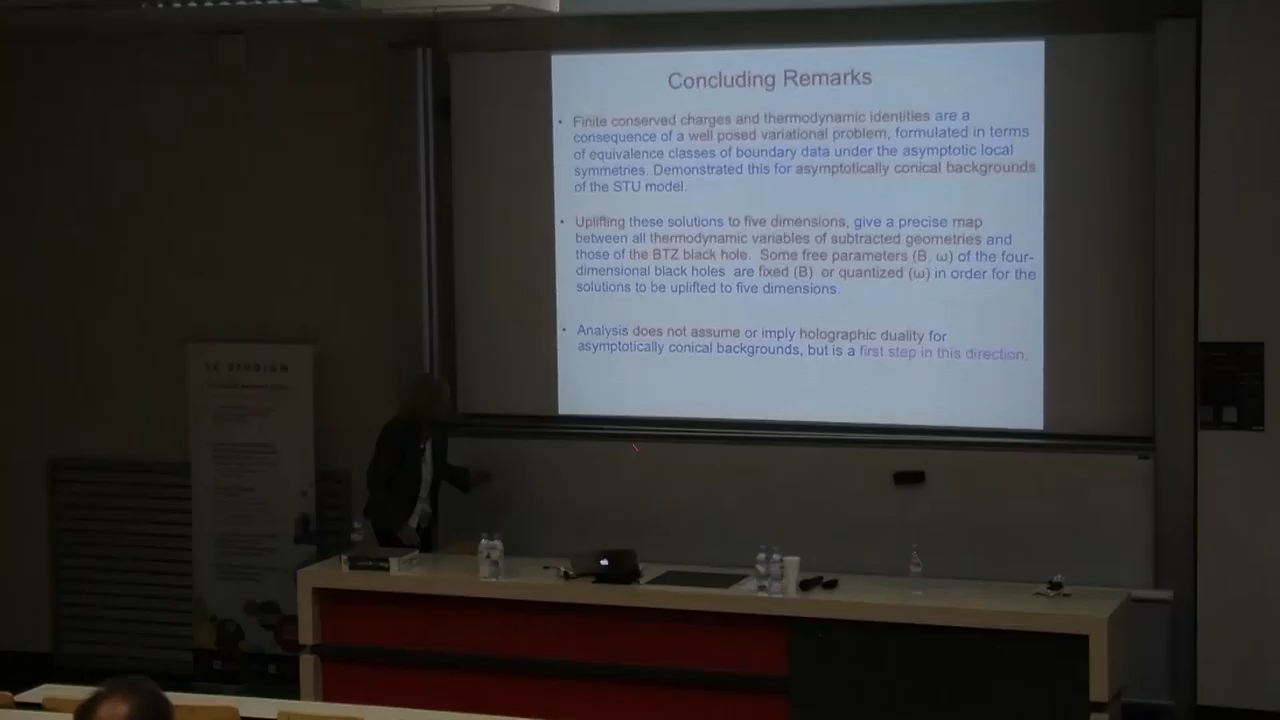 Concluding Remarks
• Finite conserved charges and thermodynamic identities are a
consequence of a well posed variational problem, formulated in terms
of equivalence classes of boundary data under the asymptotic local
symmetries. Demonstrated this for asymptotically conical backgrounds
of the STU model.
• Uplifting these solutions to five dimensions, give a precise map
between all thermodynamic variables of subtracted geometries and
those of the BTZ black hole. Some free parameters (B, ω) of the four-
dimensional black holes are fixed (B) or quantized (ω) in order for the
solutions to be uplifted to five dimensions.
• Analysis does not assume or imply holographic duality for
asymptotically conical backgrounds, but is a first step in this direction.
LE STUDIUM